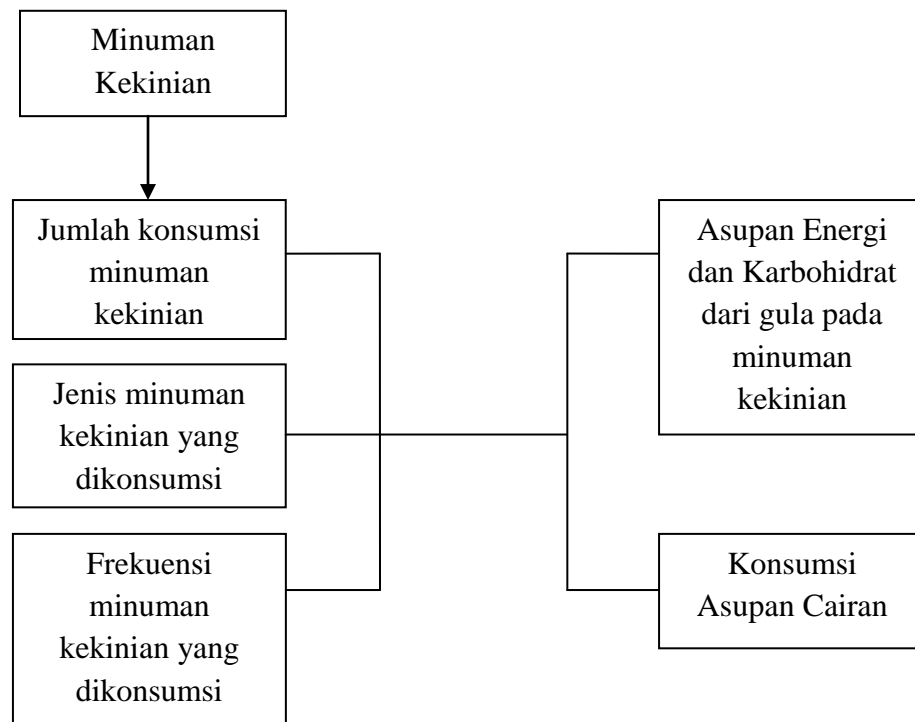 Minuman
Kekinian
Jumlah konsumsi
minuman
kekinian
Jenis minuman
kekinian yang
dikonsumsi
Frekuensi
minuman
kekinian yang
dikonsumsi
Asupan Energi
dan Karbohidrat
dari gula pada
minuman
kekinian
Konsumsi
Asupan Cairan